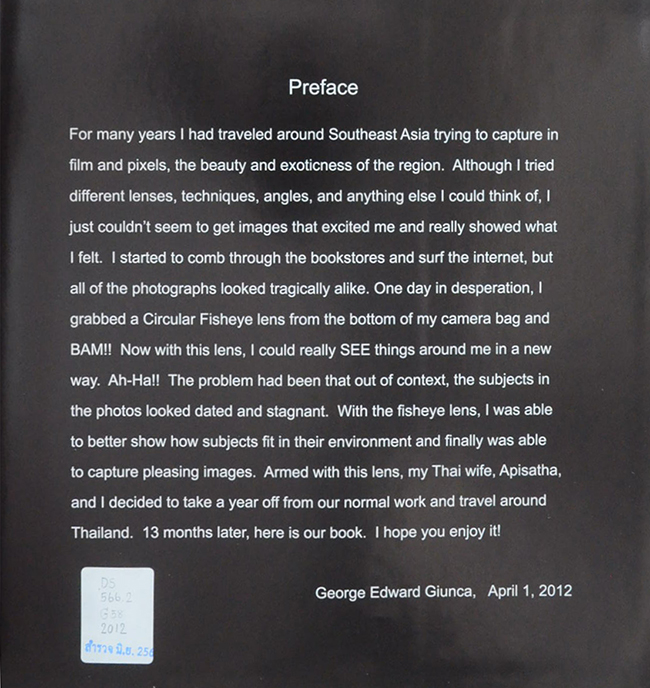 Preface
For many years I had traveled around Southeast Asia trying to capture in
film and pixels, the beauty and exoticness of the region.  Although I tried
different lenses, techniques, angles, and anything else I could think of, I
just couldn't seem to get images that excited me and really showed what
I felt.  I started to comb through the bookstores and surf the internet, but
all of the photographs looked tragically alike. One day in desperation, I
grabbed a Circular Fisheye lens from the bottom of my camera bag and
BAM!!  Now with this lens, I could really SEE things around me in a new
way.  Ah-Ha!!  The problem had been that out of context, the subjects in
the photos looked dated and stagnant.  With the fisheye lens, I was able
to better show how subjects fit in their environment and finally was able
to capture pleasing images.  Armed with this lens, my Thai wife, Apisatha,
and I decided to take a year off from our normal work and travel around
Thailand.  13 months later, here is our book.  I hope you enjoy it!
George Edward Giunca,   April 1, 2012
DS
566.2
2012
สำรวจ มิ.ย. 256